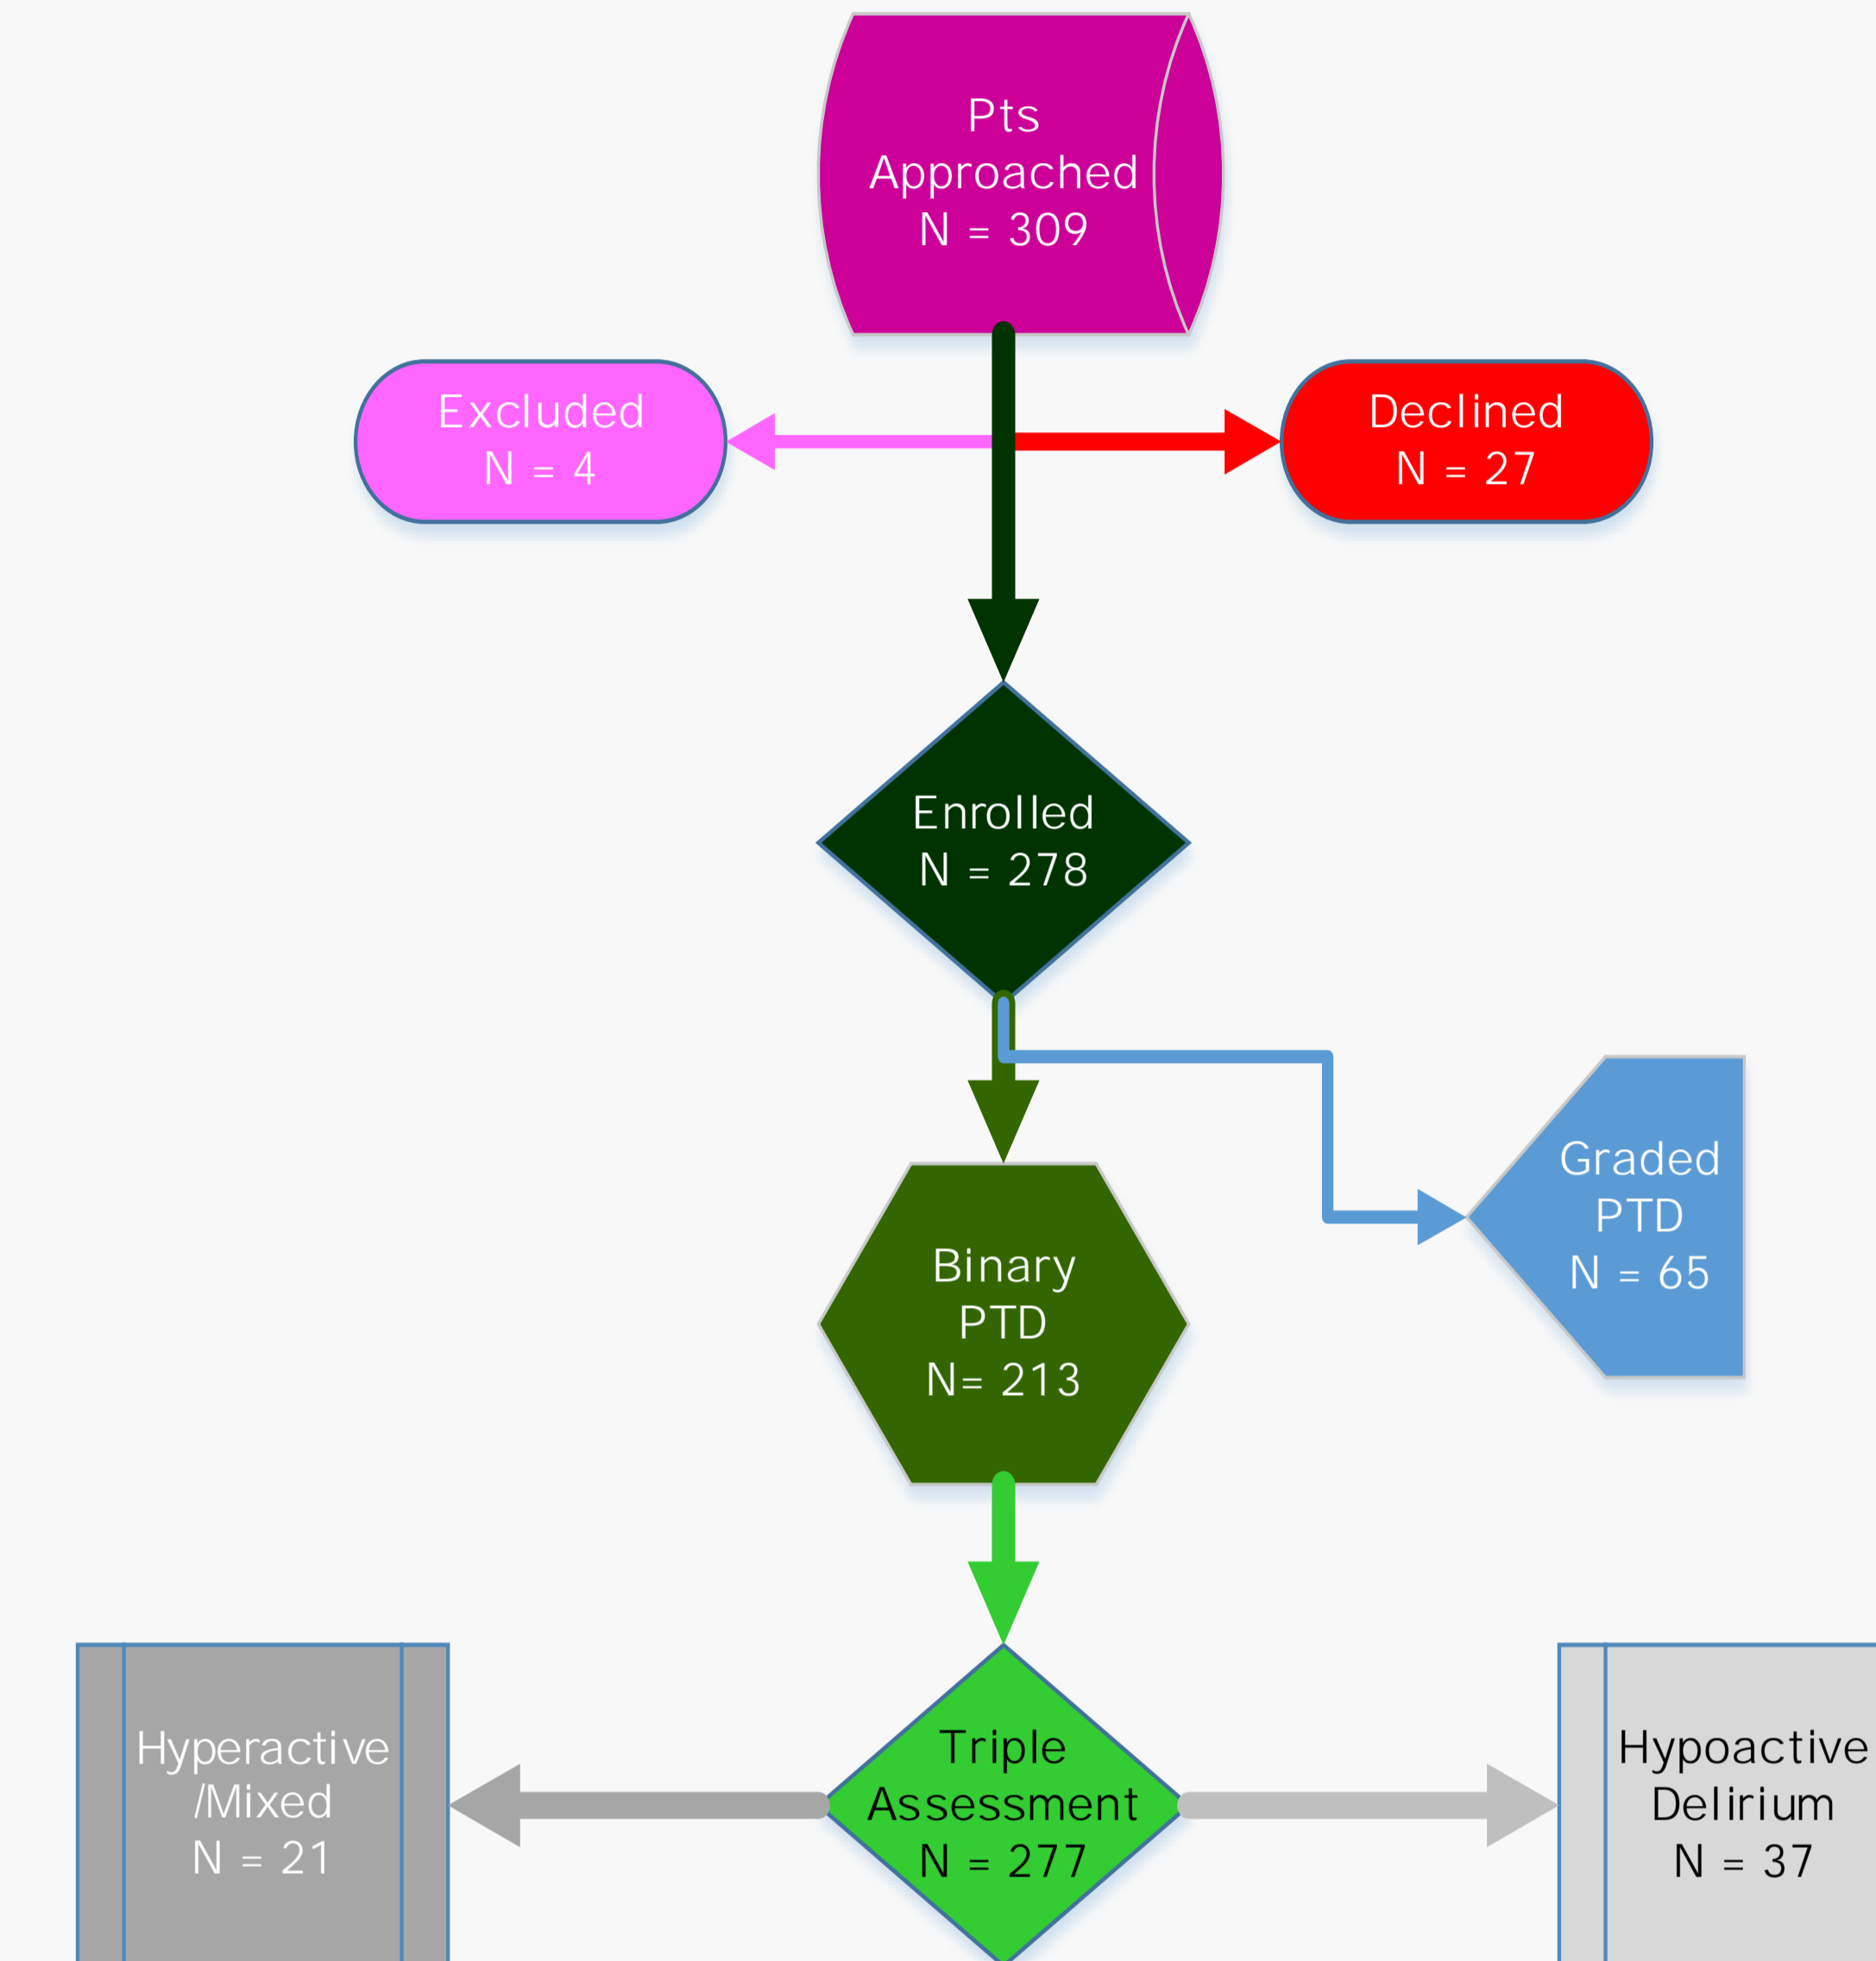 Pts
Approached
N = 309
Excluded
N = 4
Declined
N = 27
Enrolled
N = 278
Graded
PTD
N = 65
Binary
PTD
N= 213
Hyperactive
/Mixed
N = 21
Triple
Assessment
N = 277
Hypoactive
Delirium
N = 37